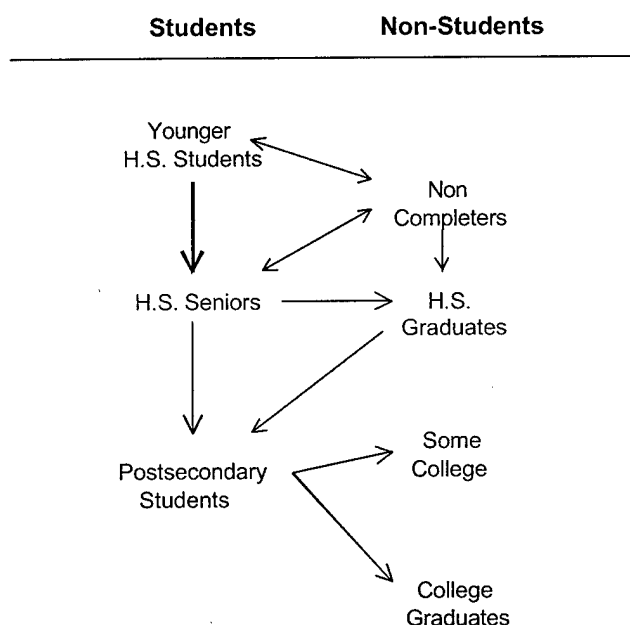 Students
Non-Students
Younger
H.S. Students
Non
Completers
H.S. Seniors
H.S.
Graduates
Some
College
Postsecondary
Students
College
Graduates